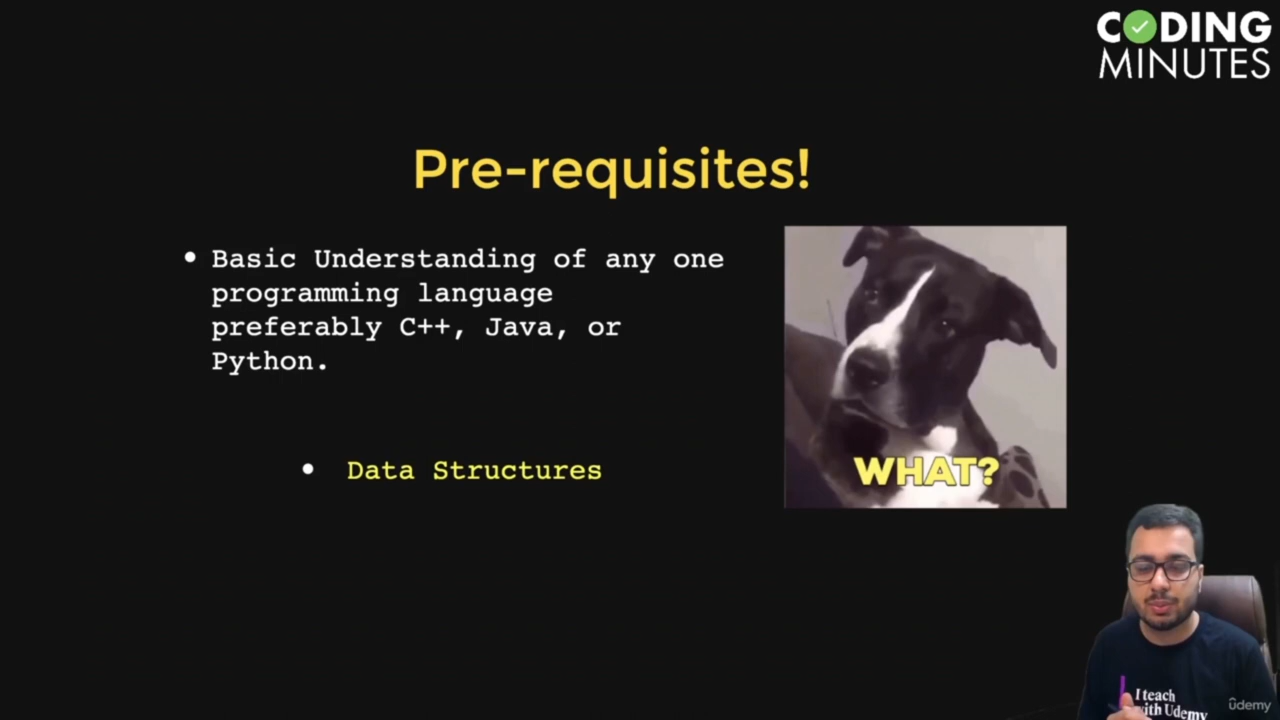 CODING
MINUTES
Pre-requisites!
• Basic Understanding of any one
programming language
preferably C++, Java, or
Python.
• Data Structures
WHAT?
I teach
with Udemy
ûdemy